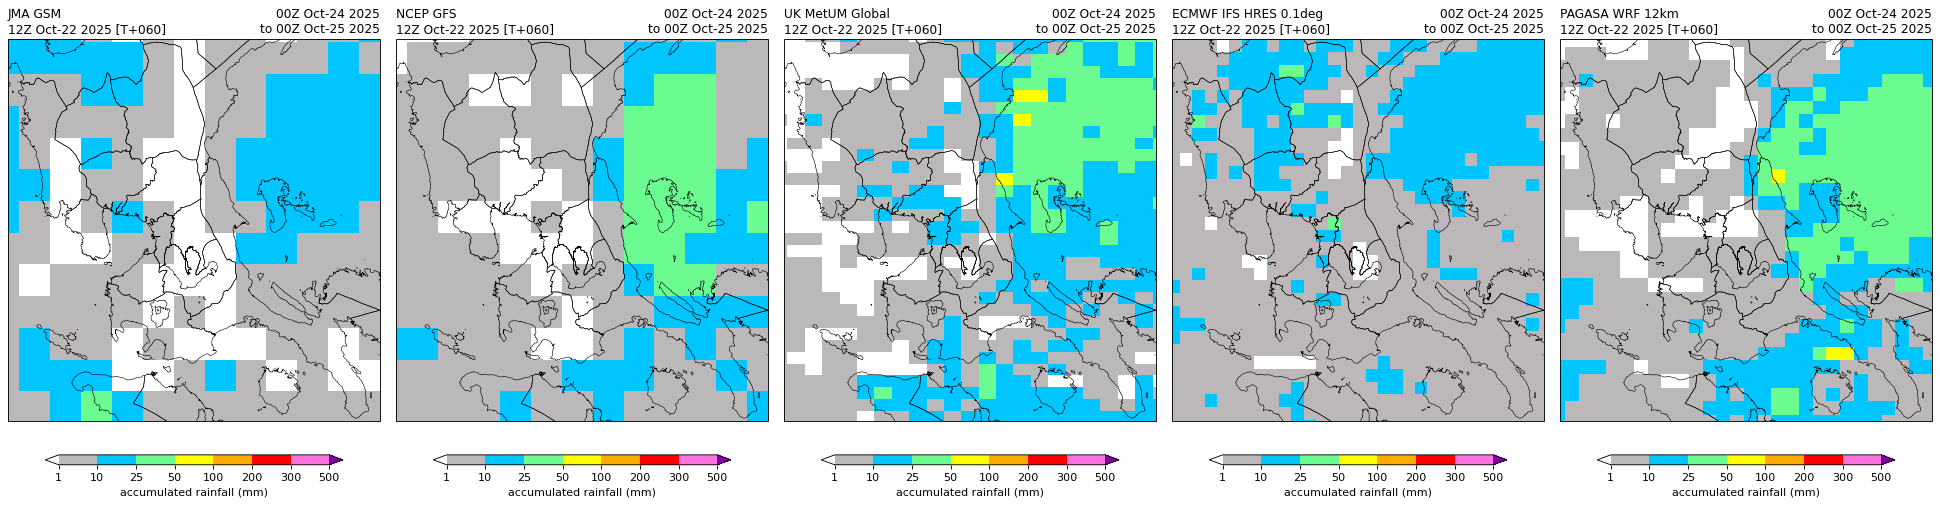 JMA GSM
00Z Oct-24 2025
12Z Oct-22 2025 [T+060]
to 00Z Oct-25 2025
NCEP GFS
00Z Oct-24 2025
12Z Oct-22 2025 [T+060]
to 00Z Oct-25 2025
UK MetUM Global
00Z Oct-24 2025
12Z Oct-22 2025 [T+060]
to 00Z Oct-25 2025
ECMWF IFS HRES 0.1deg
00Z Oct-24 2025
12Z Oct-22 2025 [T+060]
to 00Z Oct-25 2025
PAGASA WRF 12km
00Z Oct-24 2025
12Z Oct-22 2025 [T+060]
to 00Z Oct-25 2025
1 10 25 50 100 200 300 500
accumulated rainfall (mm)
1 10 25 50 100 200 300 500
accumulated rainfall (mm)
1 10 25 50 100 200 300 500
accumulated rainfall (mm)
1 10 25 50 100 200 300 500
accumulated rainfall (mm)
1 10 25 50 100 200 300 500
accumulated rainfall (mm)